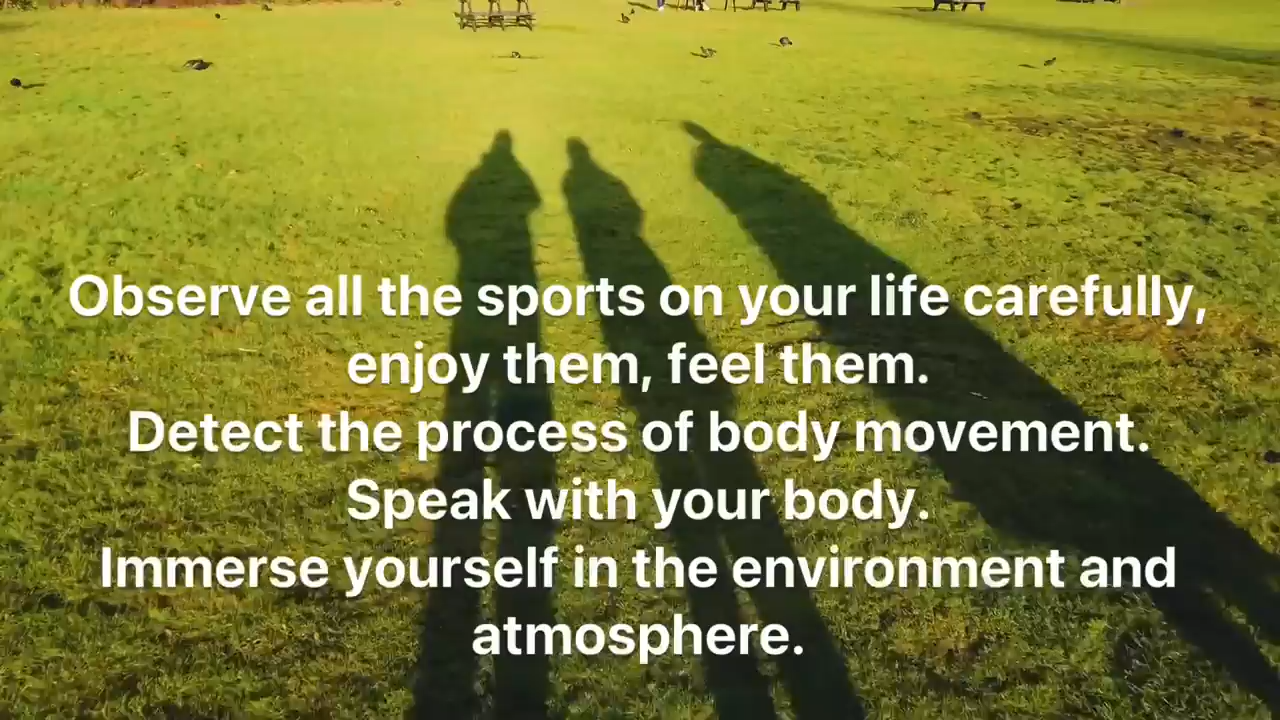 Observe all the sports on your life carefully,
enjoy them, feel them.
Detect the process of body movement.
Speak with your body.
Immerse yourself in the environment and
atmosphere.